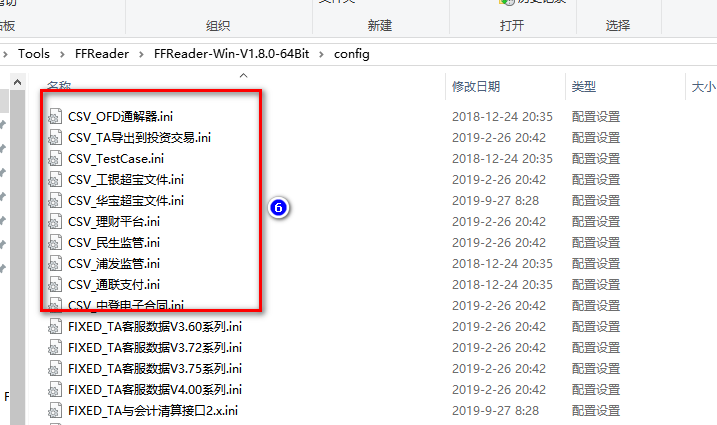 组织
新建
打开
选择
Tools > FFReader > FFReader-Win-V1.8.0-64Bit > config
名称 修改日期 类型 大小
CSV_OFD通解器.ini 2018-12-24 20:35 配置设置
CSV_TA导出到投资交易.ini 2019-2-26 20:42 配置设置
CSV_TestCase.ini 2018-12-24 20:35 配置设置
CSV_工银超宝文件.ini 2019-2-26 20:42 配置设置
CSV_华宝超宝文件.ini 2019-9-27 8:28 配置设置
6
CSV_理财平台.ini 2019-2-26 20:42 配置设置
CSV_民生监管.ini 2019-2-26 20:42 配置设置
CSV_浦发监管.ini 2018-12-24 20:35 配置设置
CSV_通联支付.ini 2019-2-26 20:42 配置设置
CSV_中登电子合同.ini 2019-2-26 20:42 配置设置
FIXED_TA客服数据V3.60系列.ini 2019-2-26 20:42 配置设置
FIXED_TA客服数据V3.72系列.ini 2019-2-26 20:42 配置设置
FIXED_TA客服数据V3.75系列.ini 2019-2-26 20:42 配置设置
FIXED_TA客服数据V4.00系列.ini 2019-2-26 20:42 配置设置
FIXED_TA与会计清算接口2.x.ini 2019-9-27 8:28 配置设置